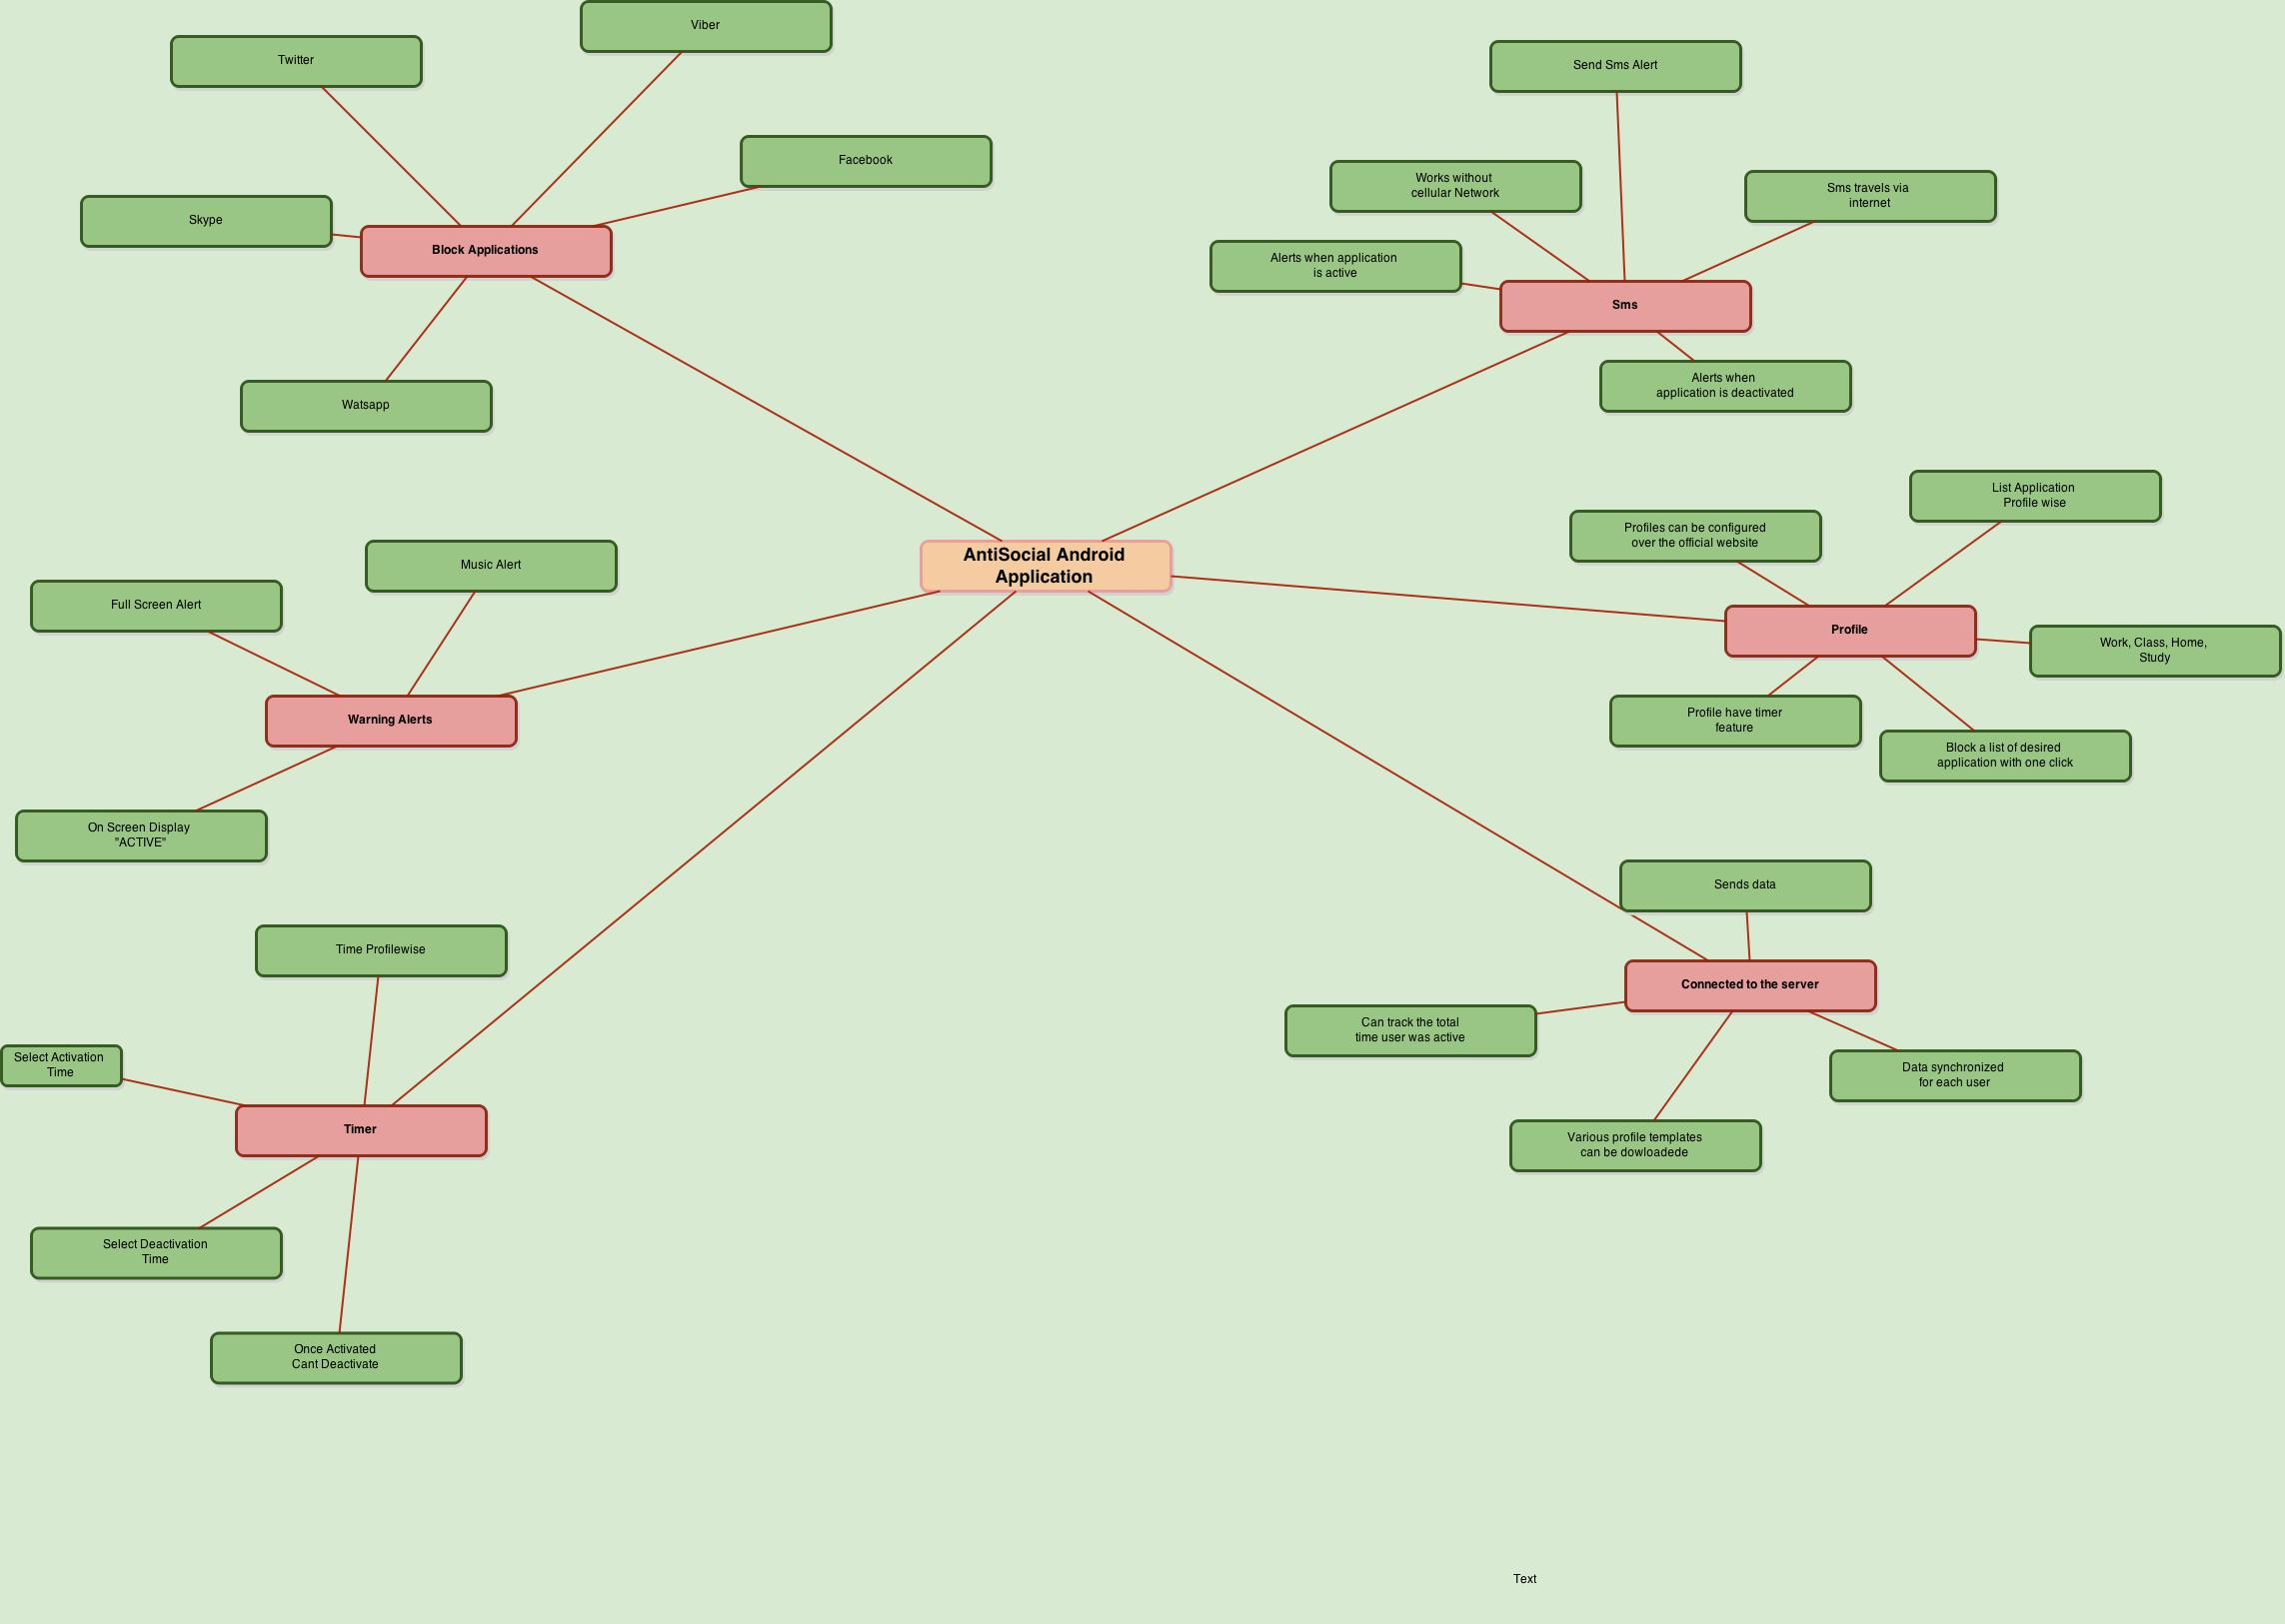 Viber
Twitter
Facebook
Skype
Block Applications
Watsapp
Send Sms Alert
Works without
cellular Network
Sms travels via
internet
Alerts when application
is active
Sms
Alerts when
application is deactivated
AntiSocial Android
Application
Music Alert
Full Screen Alert
Warning Alerts
On Screen Display
"ACTIVE"
List Application
Profile wise
Profiles can be configured
over the official website
Profile
Work, Class, Home,
Study
Profile have timer
feature
Block a list of desired
application with one click
Time Profilewise
Select Activation
Time
Timer
Select Deactivation
Time
Once Activated
Cant Deactivate
Sends data
Connected to the server
Can track the total
time user was active
Data synchronized
for each user
Various profile templates
can be dowloadede
Text